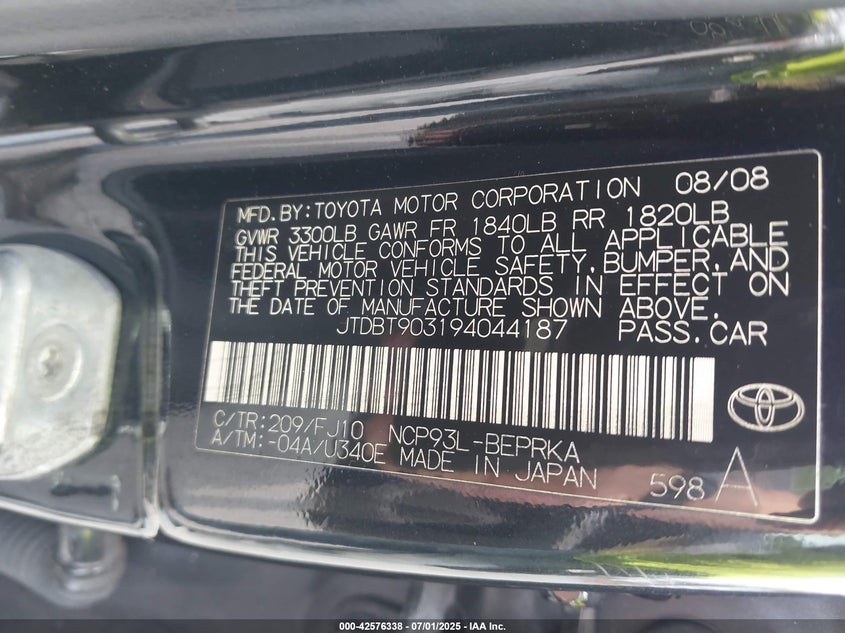 MFD.BY:TOYOTA MOTOR CORPORATION 08/08
GVWR 3300LB GAWR FR 1840LB RR 1820LB
THIS VEHICLE CONFORMS TO ALL APPLICABLE
FEDERAL MOTOR VEHICLE SAFETY,BUMPER,AND
THEFT PREVENTION STANDARDS IN EFFECT ON
THE DATE OF MANUFACTURE SHOWN ABOVE.
JTDBT903194044187 PASS.CAR
C/TR:209/FJ10 NCP93L-BEPRKA
A/TM:-04A/U340E MADE IN JAPAN
598 A
000-42576338 - 07/01/2025 - IAA Inc.